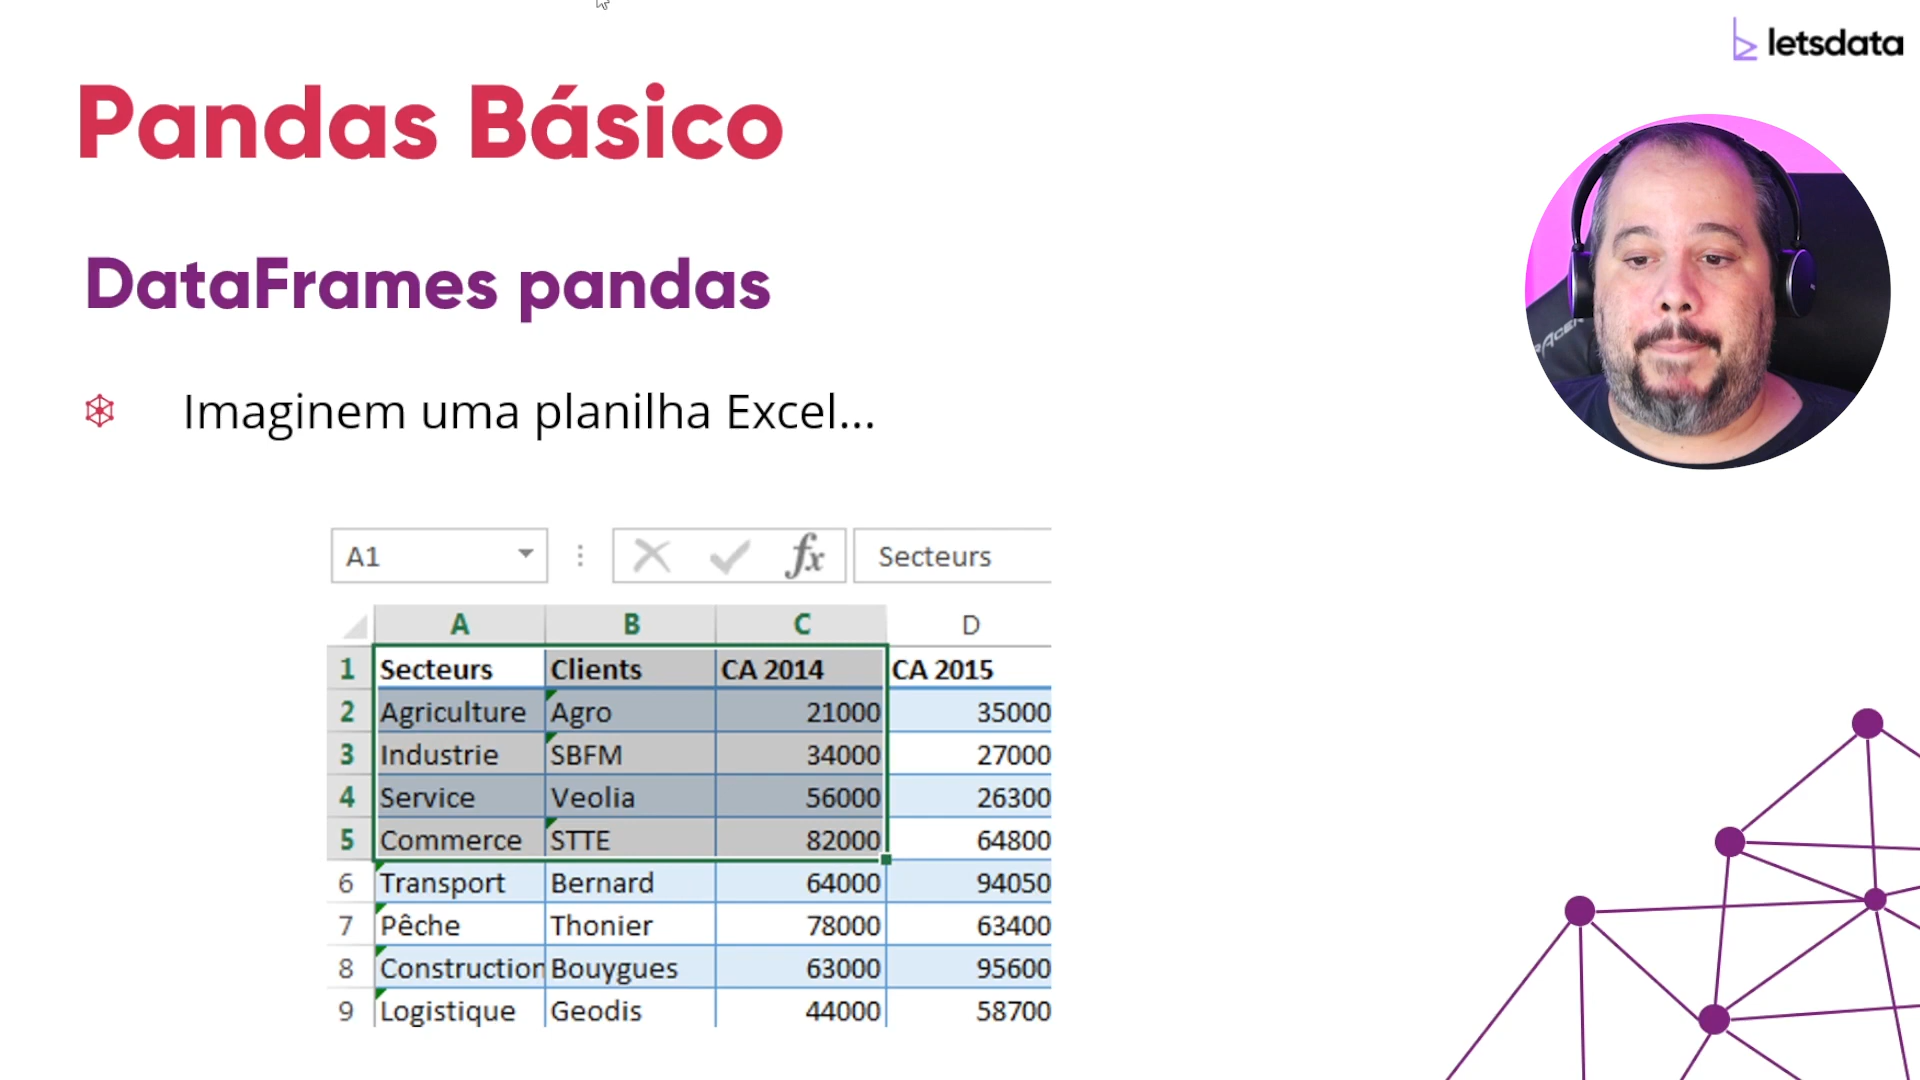 letsdata
Pandas Básico
DataFrames pandas
Imaginem uma planilha Excel...
A1 fx Secteurs
A B C D
1 Secteurs Clients CA 2014 CA 2015
2 Agriculture Agro 21000 35000
3 Industrie SBFM 34000 27000
4 Service Veolia 56000 26300
5 Commerce STTE 82000 64800
6 Transport Bernard 64000 94050
7 Pêche Thonier 78000 63400
8 Construction Bouygues 63000 95600
9 Logistique Geodis 44000 58700